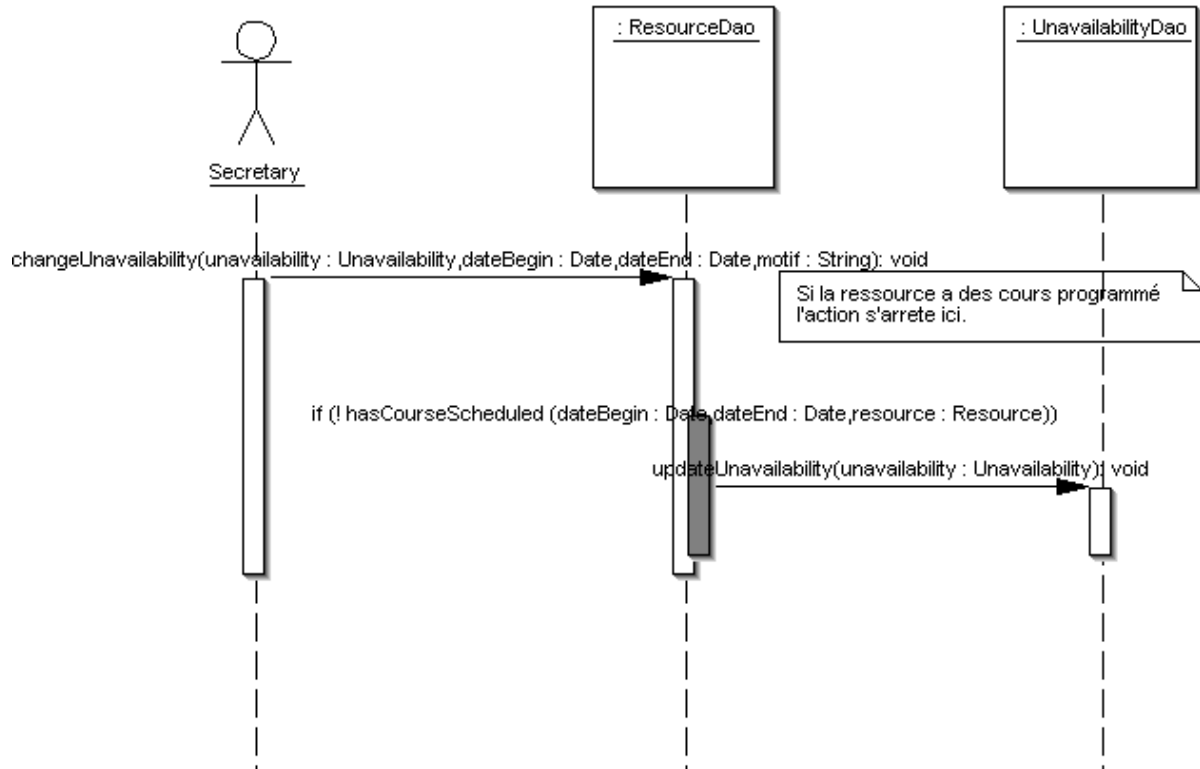 : ResourceDao
: UnavailabilityDao
Secretary
changeUnavailability(unavailability : Unavailability,dateBegin : Date,dateEnd : Date,motif : String): void
Si la ressource a des cours programmé
l'action s'arrete ici.
if (! hasCourseScheduled (dateBegin : Date,dateEnd : Date,resource : Resource))
updateUnavailability(unavailability : Unavailability): void